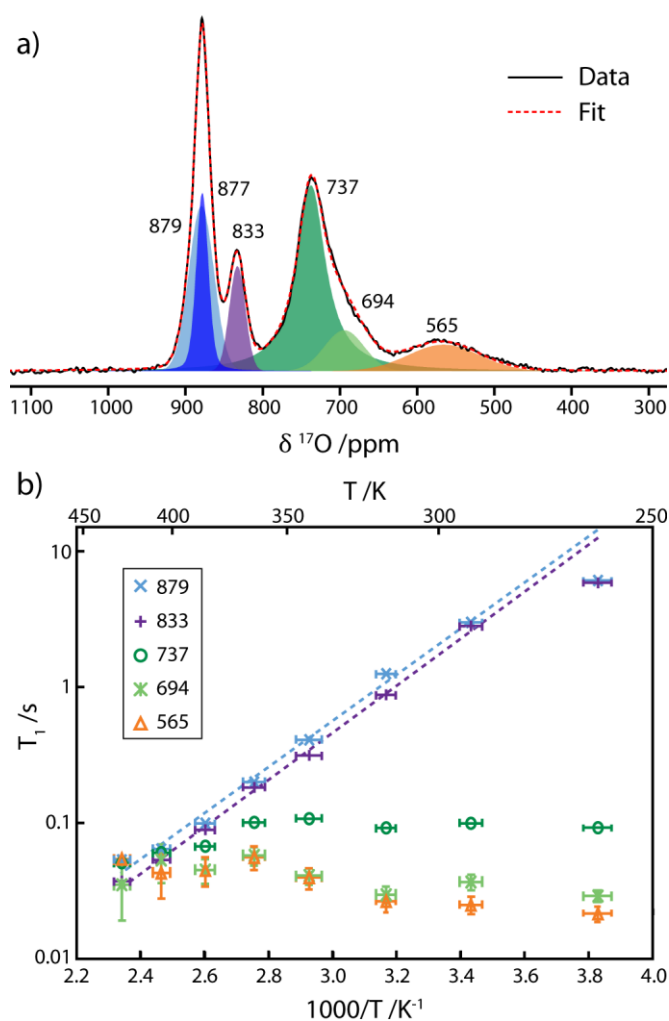 a)
Data
Fit
879
877
833
737
694
565
1100 1000 900 800 700 600 500 400 300
δ ¹⁷O /ppm
b)
T /K
450 400 350 300 250
10
1
0.1
0.01
T₁ /s
879
833
737
694
565
2.2 2.4 2.6 2.8 3.0 3.2 3.4 3.6 3.8 4.0
1000/T /K⁻¹